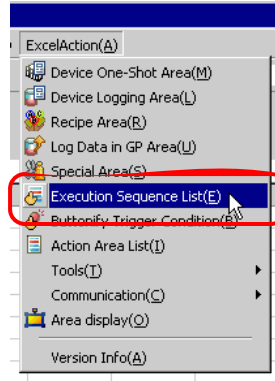 ExcelAction(A)
Device One-Shot Area(M)
Device Logging Area(L)
Recipe Area(R)
Log Data in GP Area(U)
Special Area(S)
Execution Sequence List(E)
Buttonify Trigger Condition(B)
Action Area List(I)
Tools(T)
Communication(C)
Area display(O)
Version Info(A)